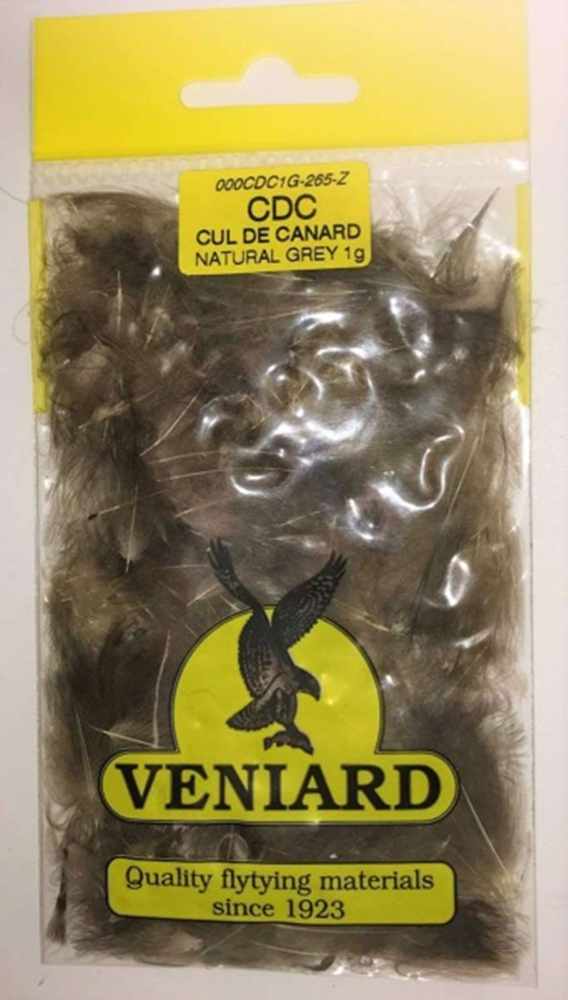 000CDC1G-265-Z
CDC
CUL DE CANARD
NATURAL GREY 1g
VENIARD
Quality flytying materials
since 1923